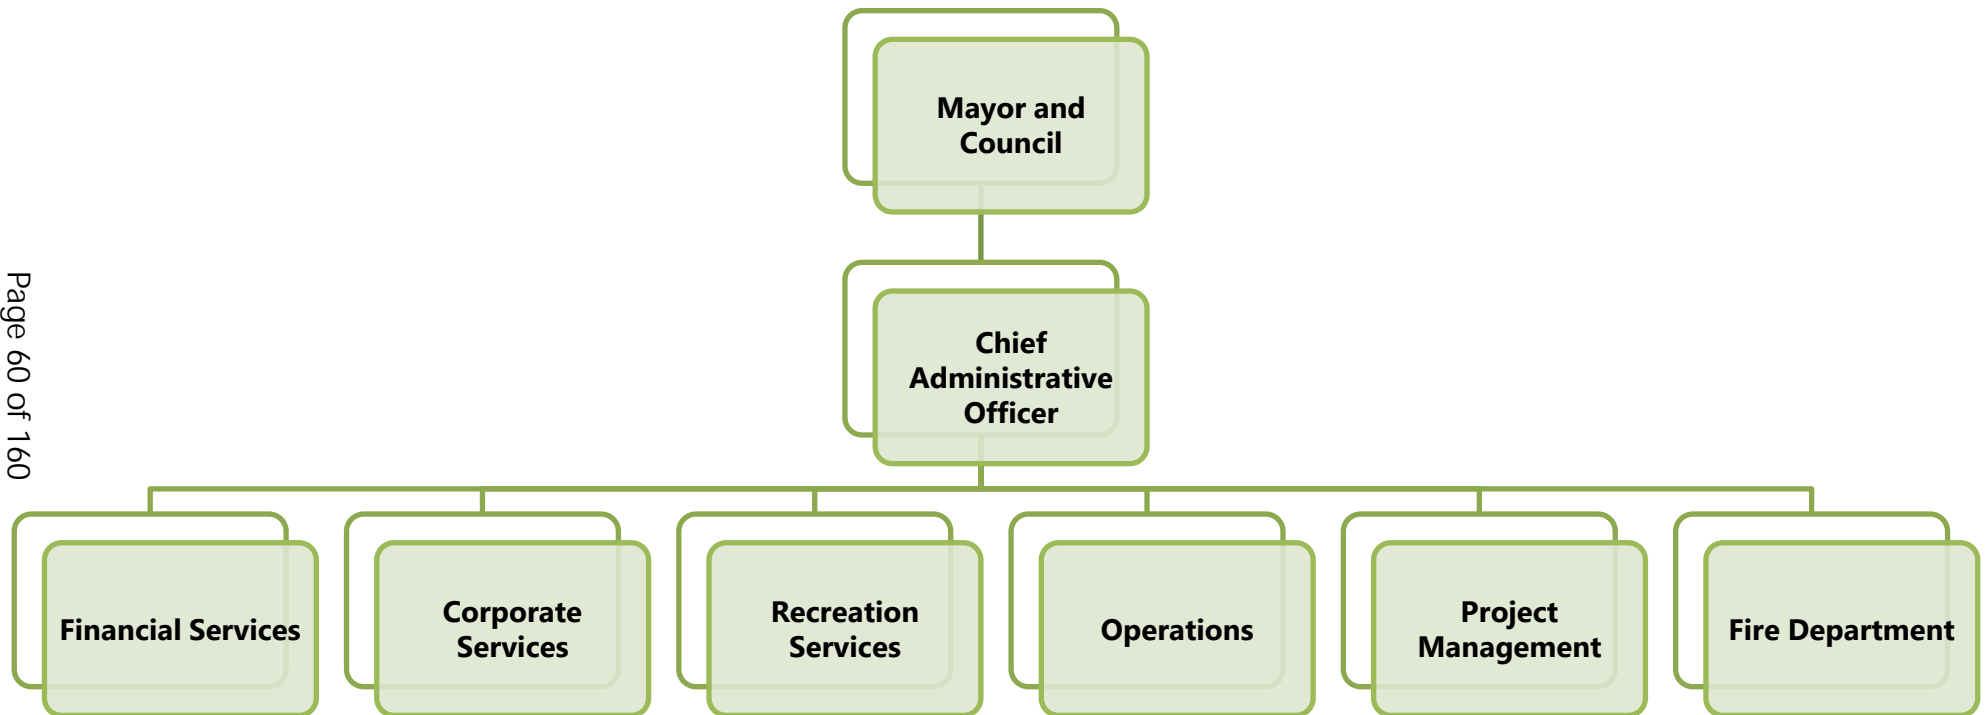 Mayor and
Council
Chief
Administrative
Officer
Financial Services
Corporate
Services
Recreation
Services
Operations
Project
Management
Fire Department
Page 60 of 160